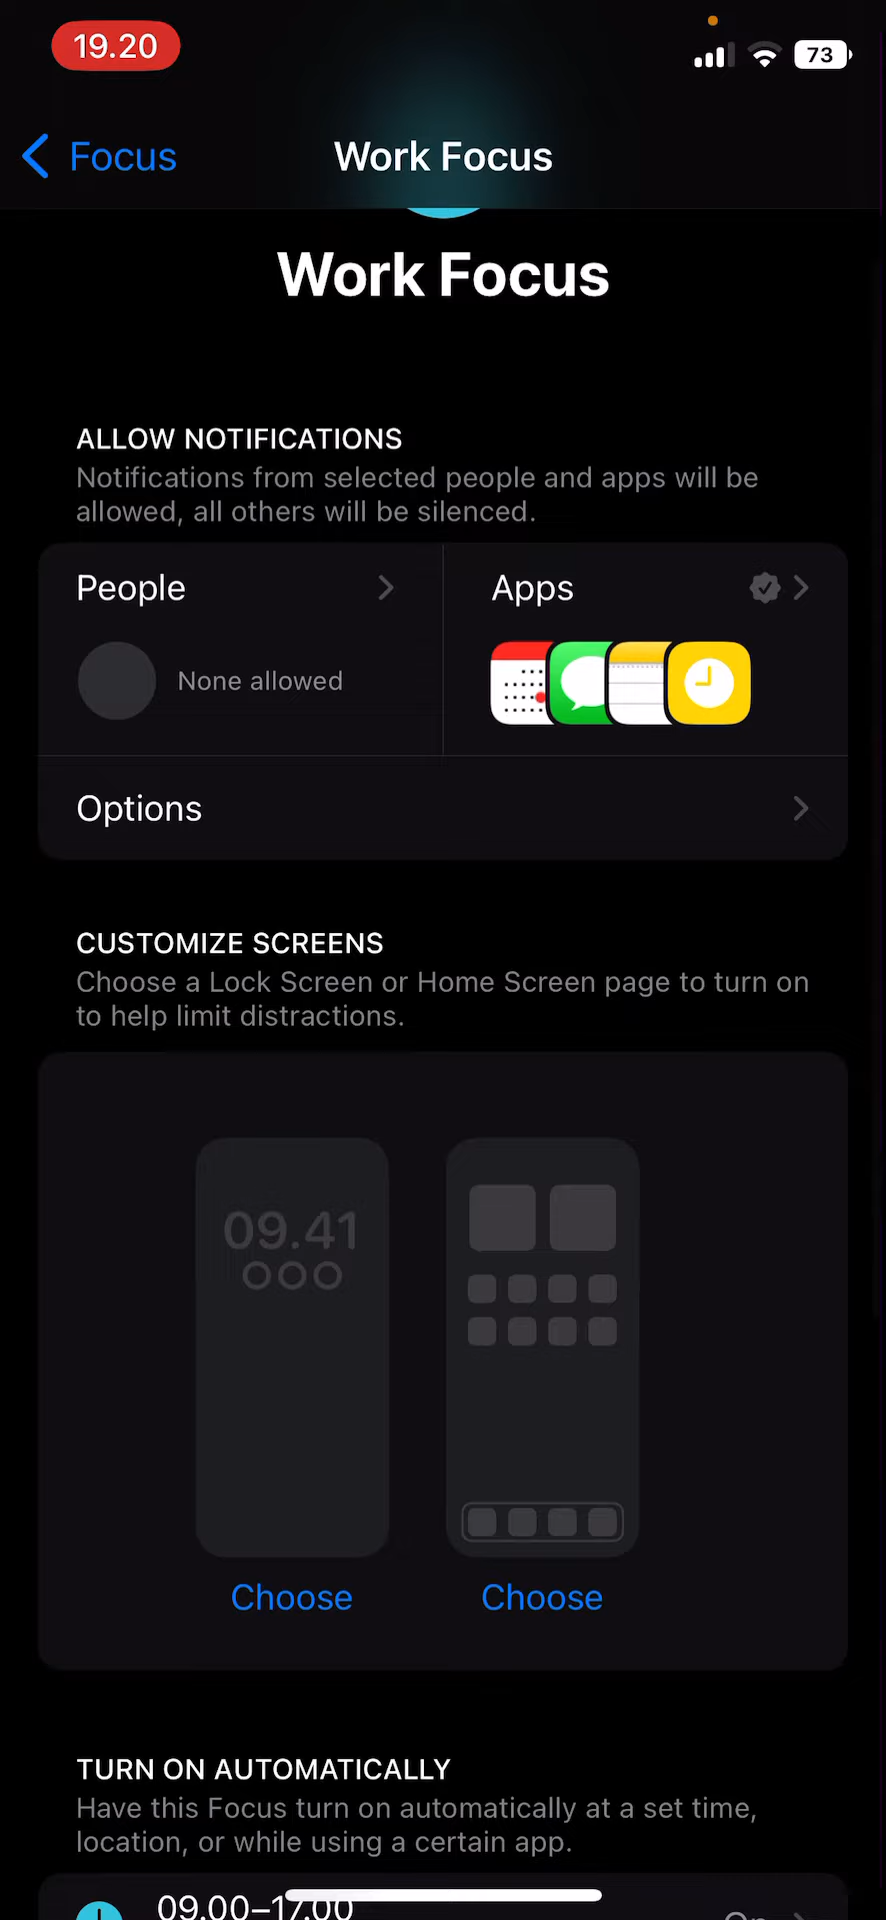 19.20
73
Focus
Work Focus
Work Focus
ALLOW NOTIFICATIONS
Notifications from selected people and apps will be
allowed, all others will be silenced.
People
Apps
None allowed
Options
CUSTOMIZE SCREENS
Choose a Lock Screen or Home Screen page to turn on
to help limit distractions.
09.41
Choose
Choose
TURN ON AUTOMATICALLY
Have this Focus turn on automatically at a set time,
location, or while using a certain app.
09.00–17.00